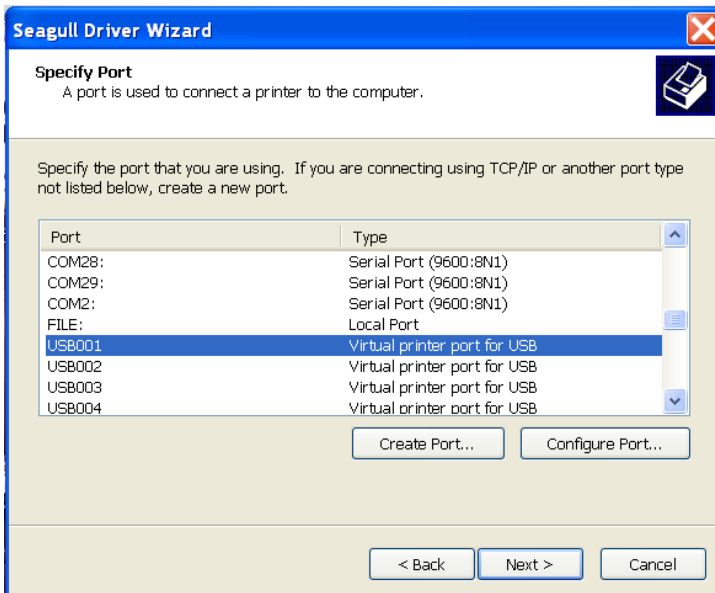 Seagull Driver Wizard
Specify Port
A port is used to connect a printer to the computer.
Specify the port that you are using. If you are connecting using TCP/IP or another port type
not listed below, create a new port.
Port Type
COM28: Serial Port (9600:8N1)
COM29: Serial Port (9600:8N1)
COM2: Serial Port (9600:8N1)
FILE: Local Port
USB001 Virtual printer port for USB
USB002 Virtual printer port for USB
USB003 Virtual printer port for USB
USB004 Virtual printer port for USB
Create Port... Configure Port...
< Back Next > Cancel